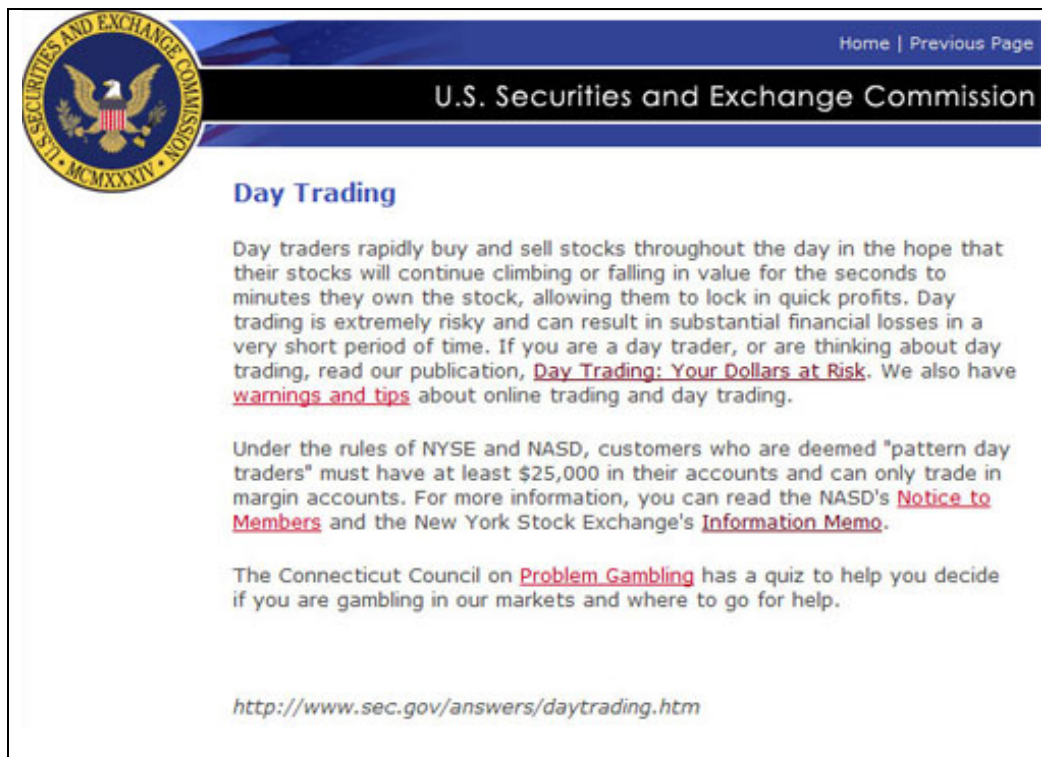 U.S. SECURITIES AND EXCHANGE COMMISSION
MCMXXXIV
Home | Previous Page
U.S. Securities and Exchange Commission
Day Trading
Day traders rapidly buy and sell stocks throughout the day in the hope that
their stocks will continue climbing or falling in value for the seconds to
minutes they own the stock, allowing them to lock in quick profits. Day
trading is extremely risky and can result in substantial financial losses in a
very short period of time. If you are a day trader, or are thinking about day
trading, read our publication, Day Trading: Your Dollars at Risk. We also have
warnings and tips about online trading and day trading.
Under the rules of NYSE and NASD, customers who are deemed "pattern day
traders" must have at least $25,000 in their accounts and can only trade in
margin accounts. For more information, you can read the NASD's Notice to
Members and the New York Stock Exchange's Information Memo.
The Connecticut Council on Problem Gambling has a quiz to help you decide
if you are gambling in our markets and where to go for help.
http://www.sec.gov/answers/daytrading.htm